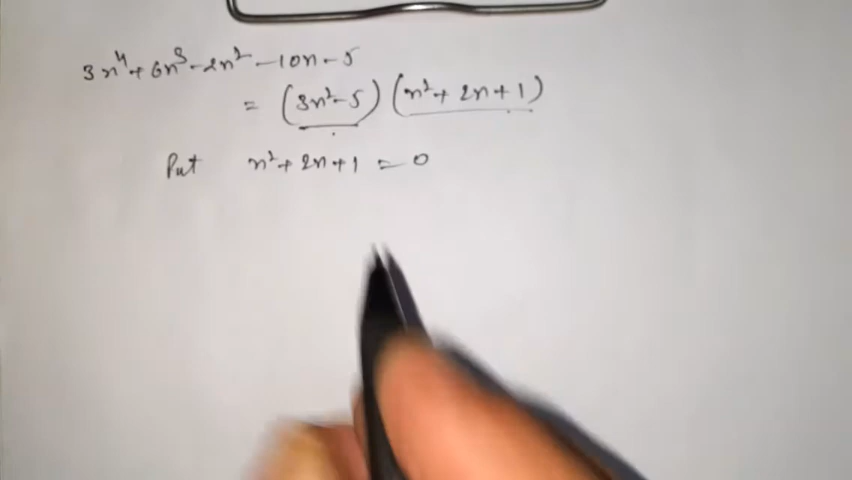 3x⁴ + 6x³ - 2x² - 10x - 5
= (3x² - 5) (x² + 2x + 1)
Put x² + 2x + 1 = 0